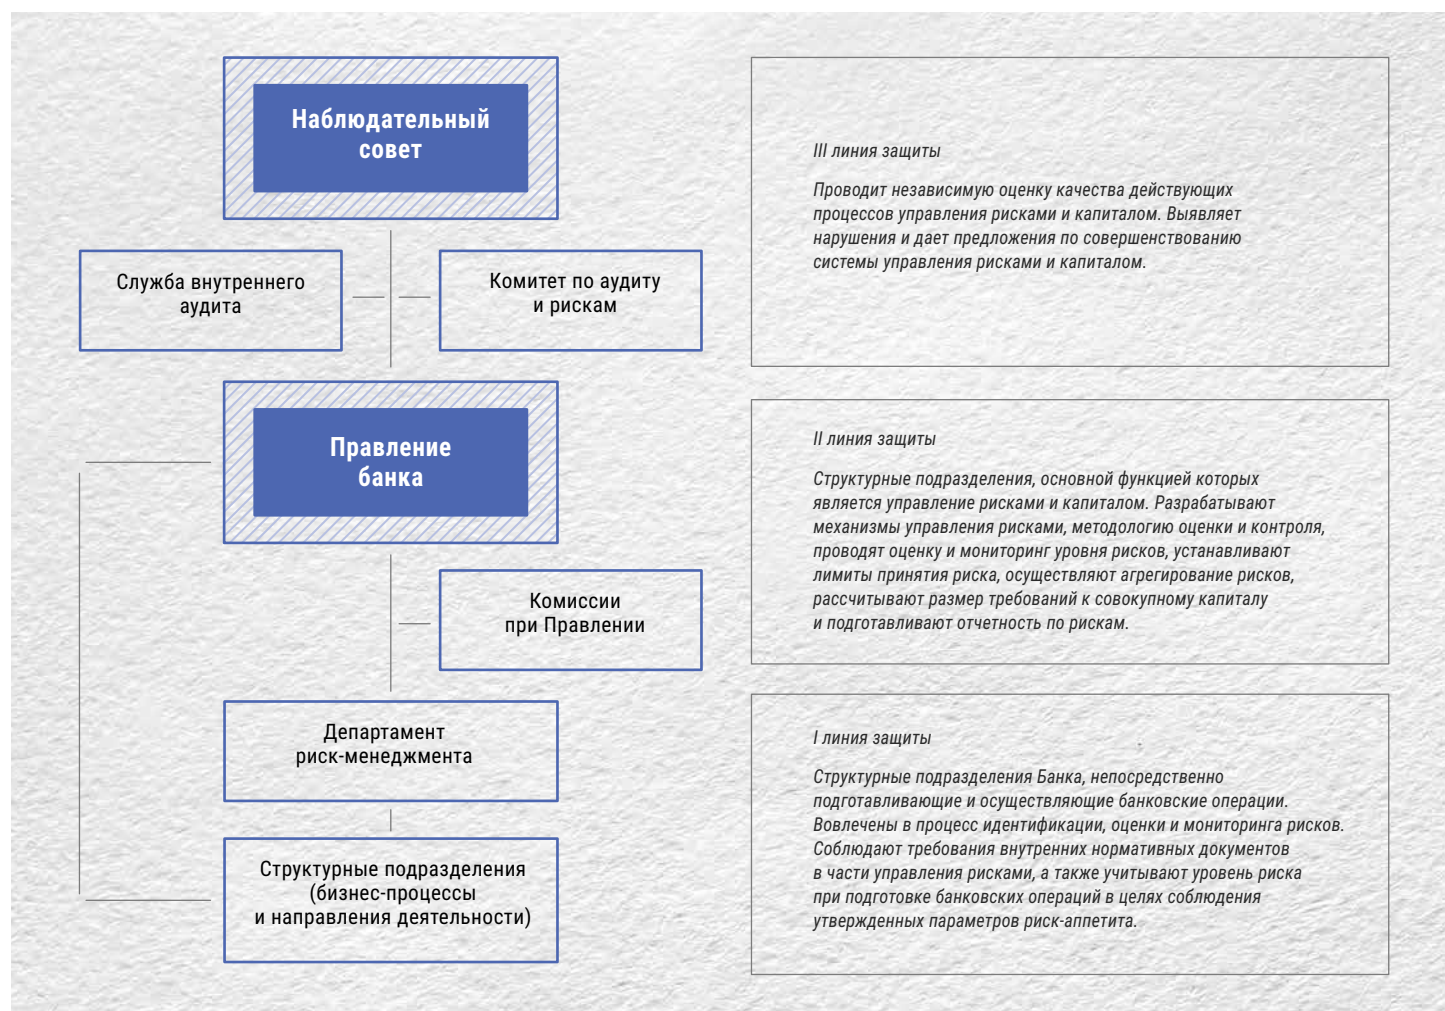 Наблюдательный
совет
Служба внутреннего
аудита
Комитет по аудиту
и рискам
Правление
банка
Комиссии
при Правлении
Департамент
риск-менеджмента
Структурные подразделения
(бизнес-процессы
и направления деятельности)
III линия защиты
Проводит независимую оценку качества действующих
процессов управления рисками и капиталом. Выявляет
нарушения и дает предложения по совершенствованию
системы управления рисками и капиталом.
II линия защиты
Структурные подразделения, основной функцией которых
является управление рисками и капиталом. Разрабатывают
механизмы управления рисками, методологию оценки и контроля,
проводят оценку и мониторинг уровня рисков, устанавливают
лимиты принятия риска, осуществляют агрегирование рисков,
рассчитывают размер требований к совокупному капиталу
и подготавливают отчетность по рискам.
I линия защиты
Структурные подразделения Банка, непосредственно
подготавливающие и осуществляющие банковские операции.
Вовлечены в процесс идентификации, оценки и мониторинга рисков.
Соблюдают требования внутренних нормативных документов
в части управления рисками, а также учитывают уровень риска
при подготовке банковских операций в целях соблюдения
утвержденных параметров риск-аппетита.